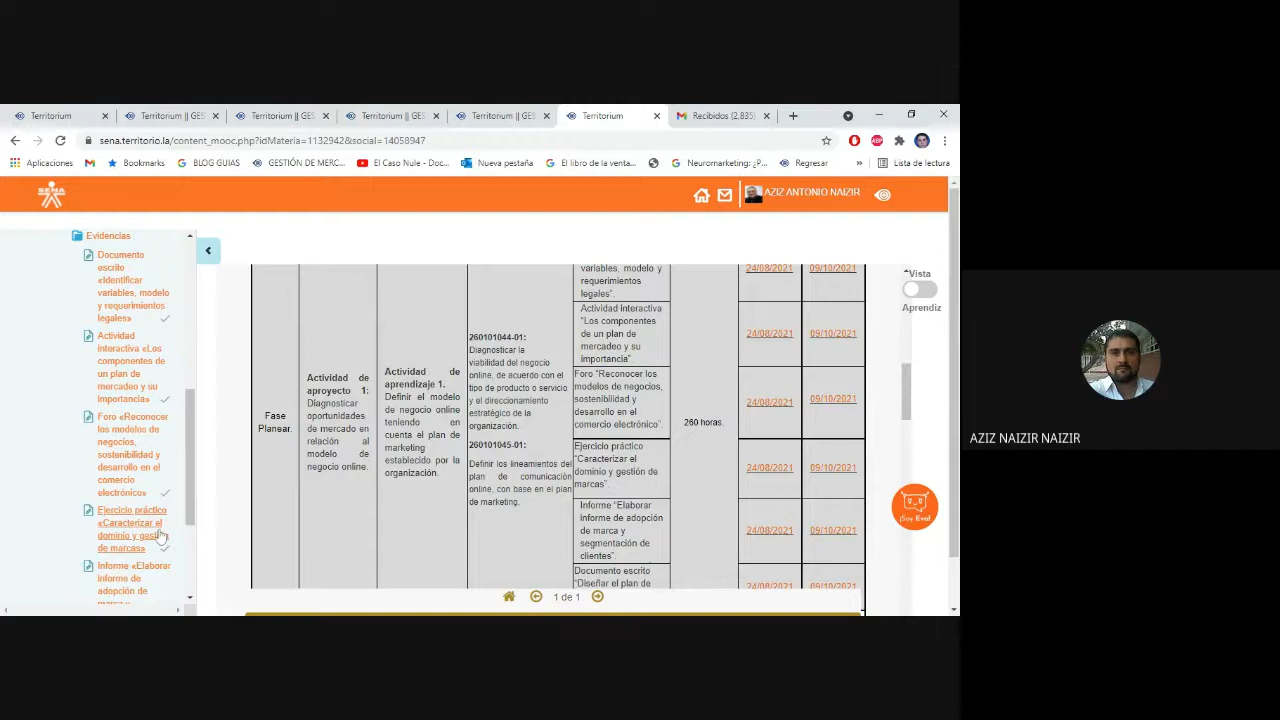 Territorium
Territorium || GES
Territorium || GES
Territorium || GES
Territorium || GES
Territorium
Recibidos (2,835)
sena.territorio.la/content_mooc.php?idMateria=1132942&social=14058947
ABP
Aplicaciones
Bookmarks
BLOG GUIAS
GESTIÓN DE MERC...
El Caso Nule - Doc...
Nueva pestaña
El libro de la venta...
Neuromarketing: ¿P...
Regresar
»
Lista de lectura
SENA
AZIZ ANTONIO NAIZIR
Evidencias
Documento
escrito
«Identificar
variables, modelo
y requerimientos
legales»
Actividad
interactiva «Los
componentes de
un plan de
mercadeo y su
importancia»
Foro «Reconocer
los modelos de
negocios,
sostenibilidad y
desarrollo en el
comercio
electrónico»
Ejercicio práctico
«Caracterizar el
dominio y gestión
de marcas»
Informe «Elaborar
informe de
adopción de
Fase
Planear.
Actividad de
aproyecto 1:
Diagnosticar
oportunidades
de mercado en
relación al
modelo de
negocio online.
Actividad de
aprendizaje 1.
Definir el modelo
de negocio online
teniendo en
cuenta el plan de
marketing
establecido por la
organización.
260101044-01:
Diagnosticar la
viabilidad del negocio
online, de acuerdo con el
tipo de producto o servicio
y el direccionamiento
estratégico de la
organización.
260101045-01:
Definir los lineamientos del
plan de comunicación
online, con base en el plan
de marketing.
variables, modelo y
requerimientos
legales".
Actividad interactiva
"Los componentes
de un plan de
mercadeo y su
importancia".
Foro "Reconocer los
modelos de negocios,
sostenibilidad y
desarrollo en el
comercio electrónico".
Ejercicio práctico
"Caracterizar el
dominio y gestión de
marcas".
Informe "Elaborar
informe de adopción
de marca y
segmentación de
clientes".
Documento escrito
"Diseñar el plan de
260 horas.
24/08/2021 09/10/2021
24/08/2021 09/10/2021
24/08/2021 09/10/2021
24/08/2021 09/10/2021
24/08/2021 09/10/2021
24/08/2021 09/10/2021
Vista
Aprendiz
¡Soy Eva!
1 de 1
AZIZ NAIZIR NAIZIR